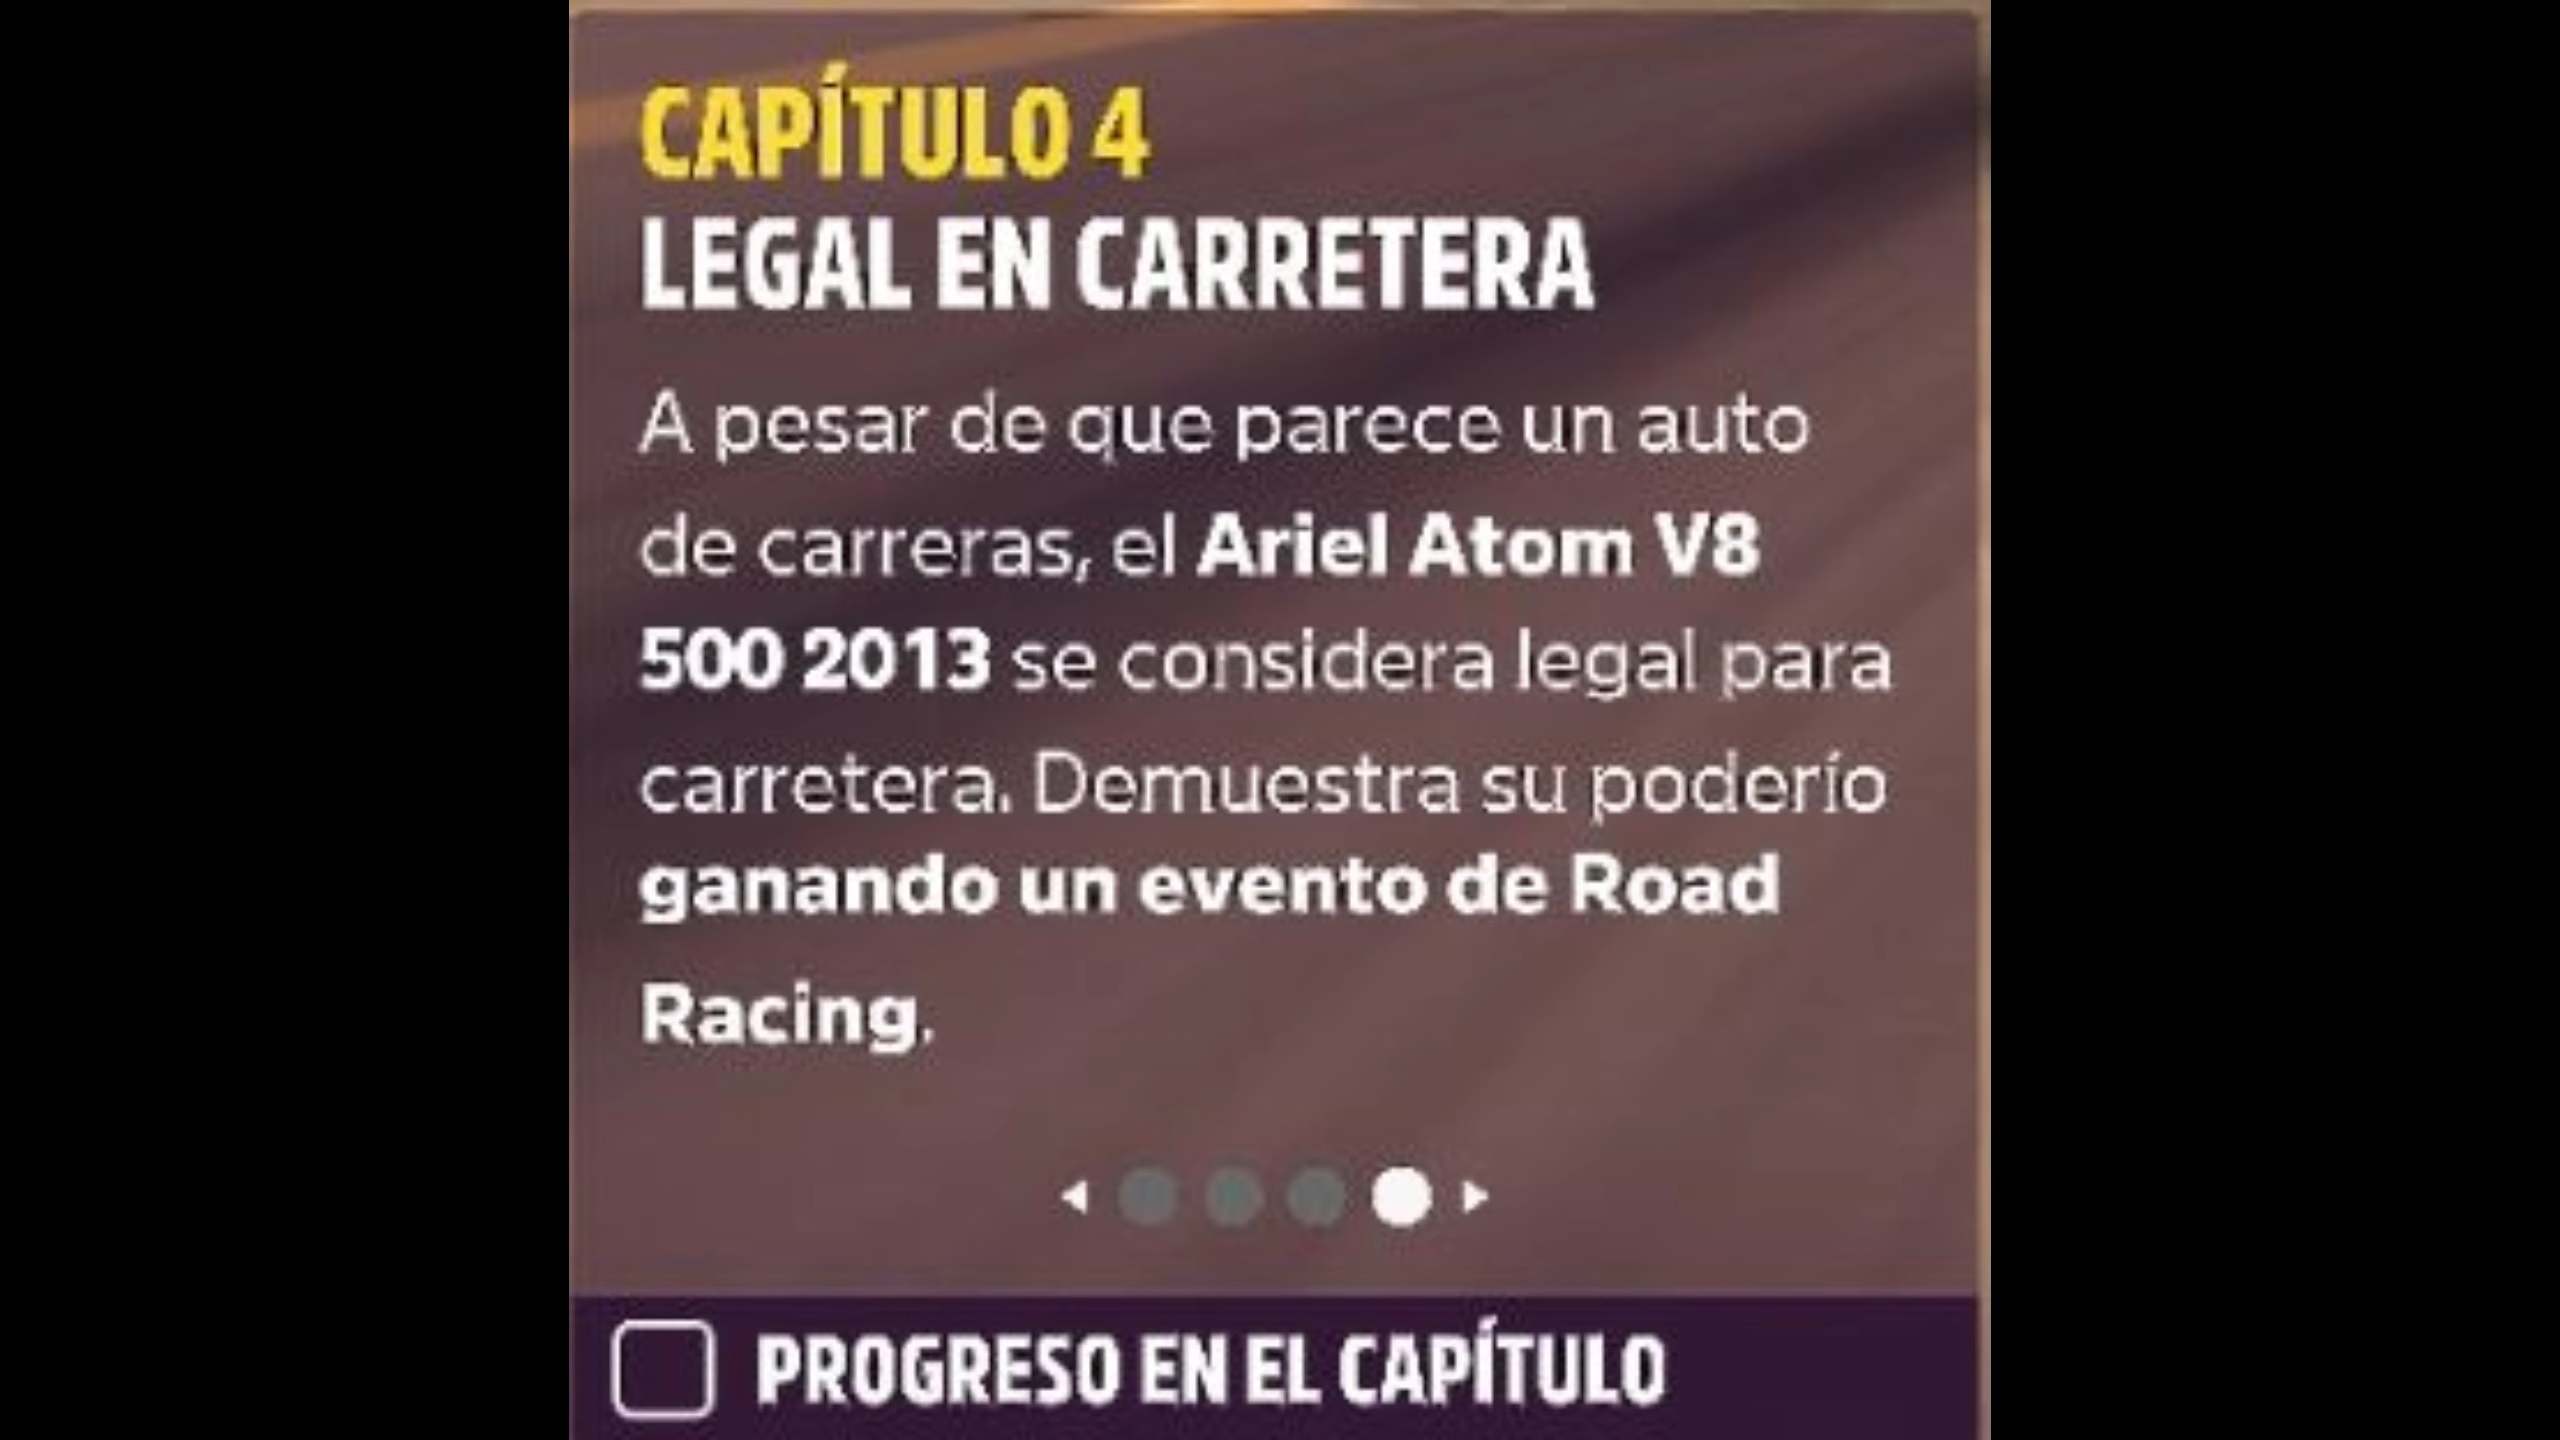 CAPÍTULO 4
LEGAL EN CARRETERA
A pesar de que parece un auto
de carreras, el Ariel Atom V8
500 2013 se considera legal para
carretera. Demuestra su poderío
ganando un evento de Road
Racing.
PROGRESO EN EL CAPÍTULO